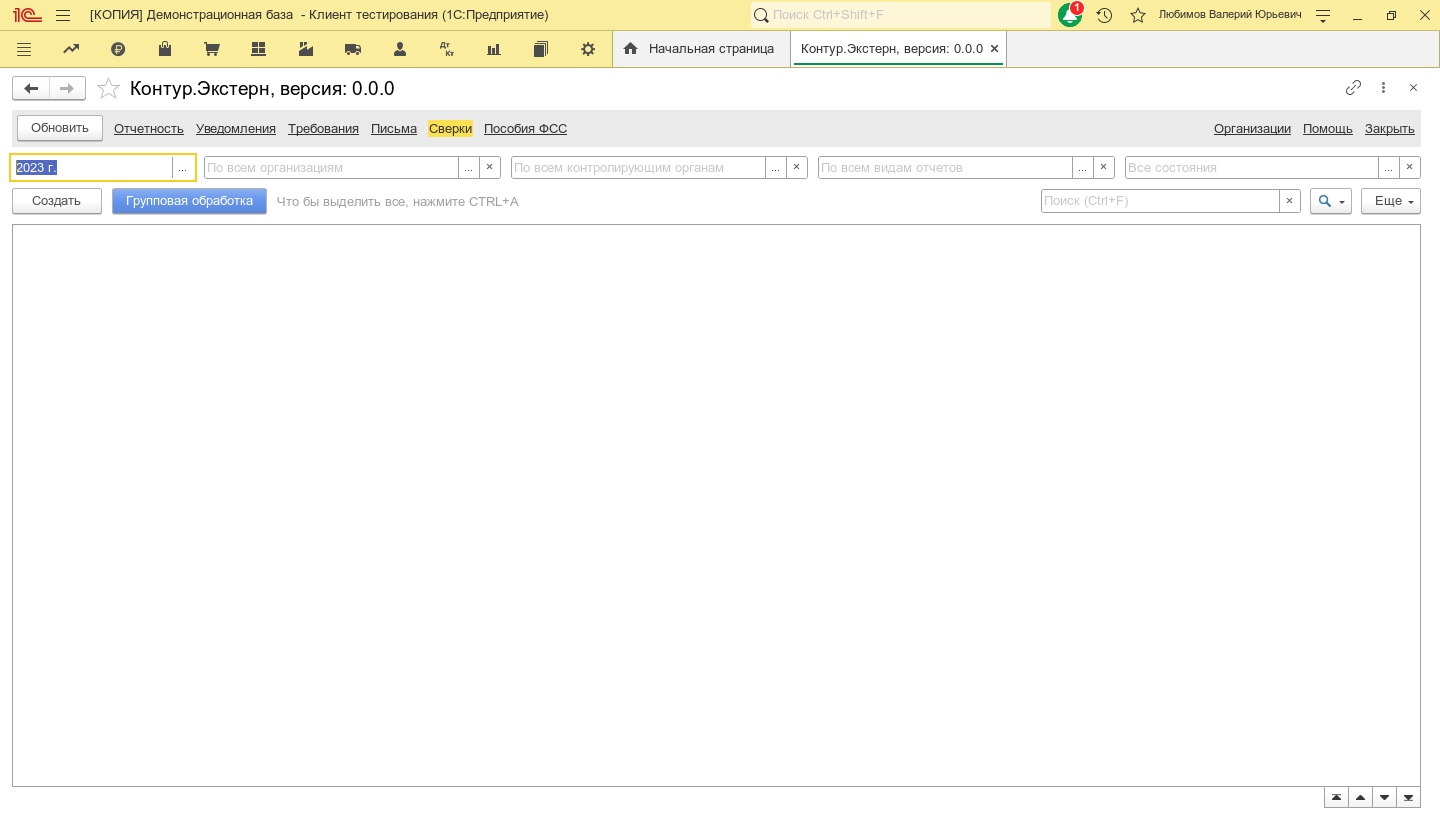 [КОПИЯ] Демонстрационная база - Клиент тестирования (1С:Предприятие) Поиск Ctrl+Shift+F 1 Любимов Валерий Юрьевич
Дт Кт Начальная страница Контур.Экстерн, версия: 0.0.0
Контур.Экстерн, версия: 0.0.0
Обновить Отчетность Уведомления Требования Письма Сверки Пособия ФСС Организации Помощь Закрыть
2023 г. ... По всем организациям ... По всем контролирующим органам ... По всем видам отчетов ... Все состояния ...
Создать Групповая обработка Что бы выделить все, нажмите CTRL+A Поиск (Ctrl+F) Еще